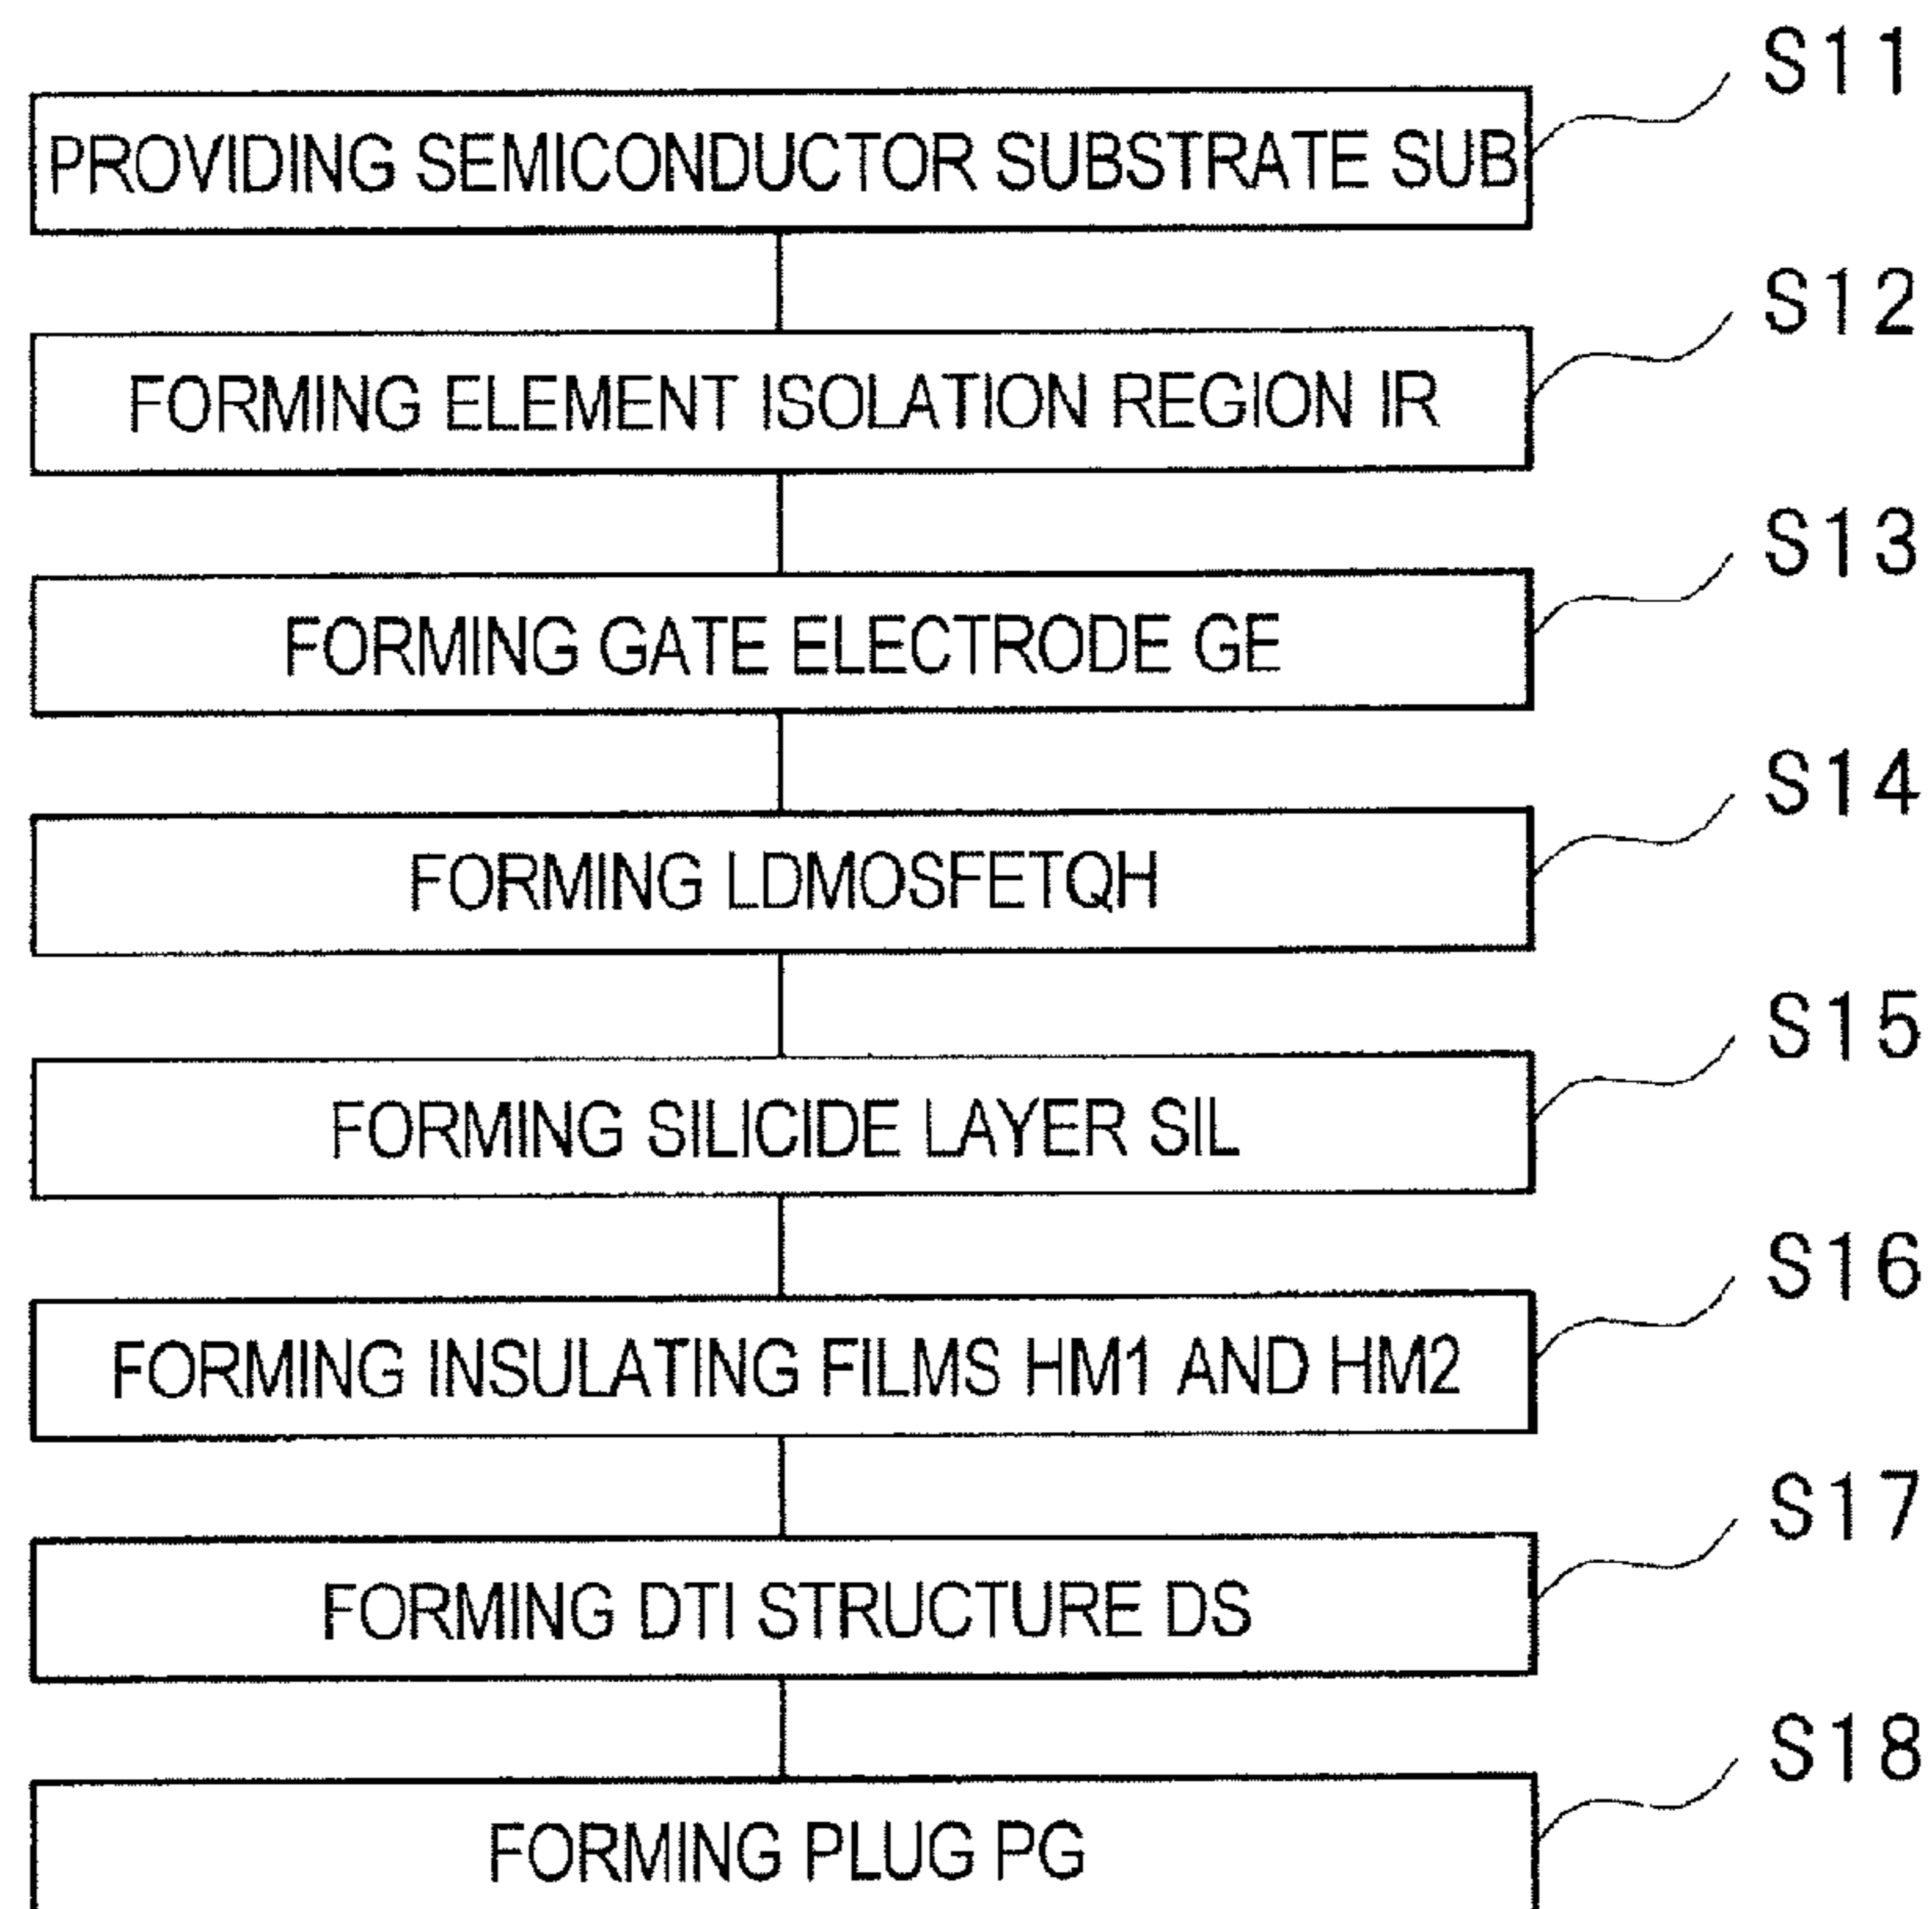 S11
PROVIDING SEMICONDUCTOR SUBSTRATE SUB
S12
FORMING ELEMENT ISOLATION REGION IR
S13
FORMING GATE ELECTRODE GE
S14
FORMING LDMOSFETQH
S15
FORMING SILICIDE LAYER SIL
S16
FORMING INSULATING FILMS HM1 AND HM2
S17
FORMING DTI STRUCTURE DS
S18
FORMING PLUG PG